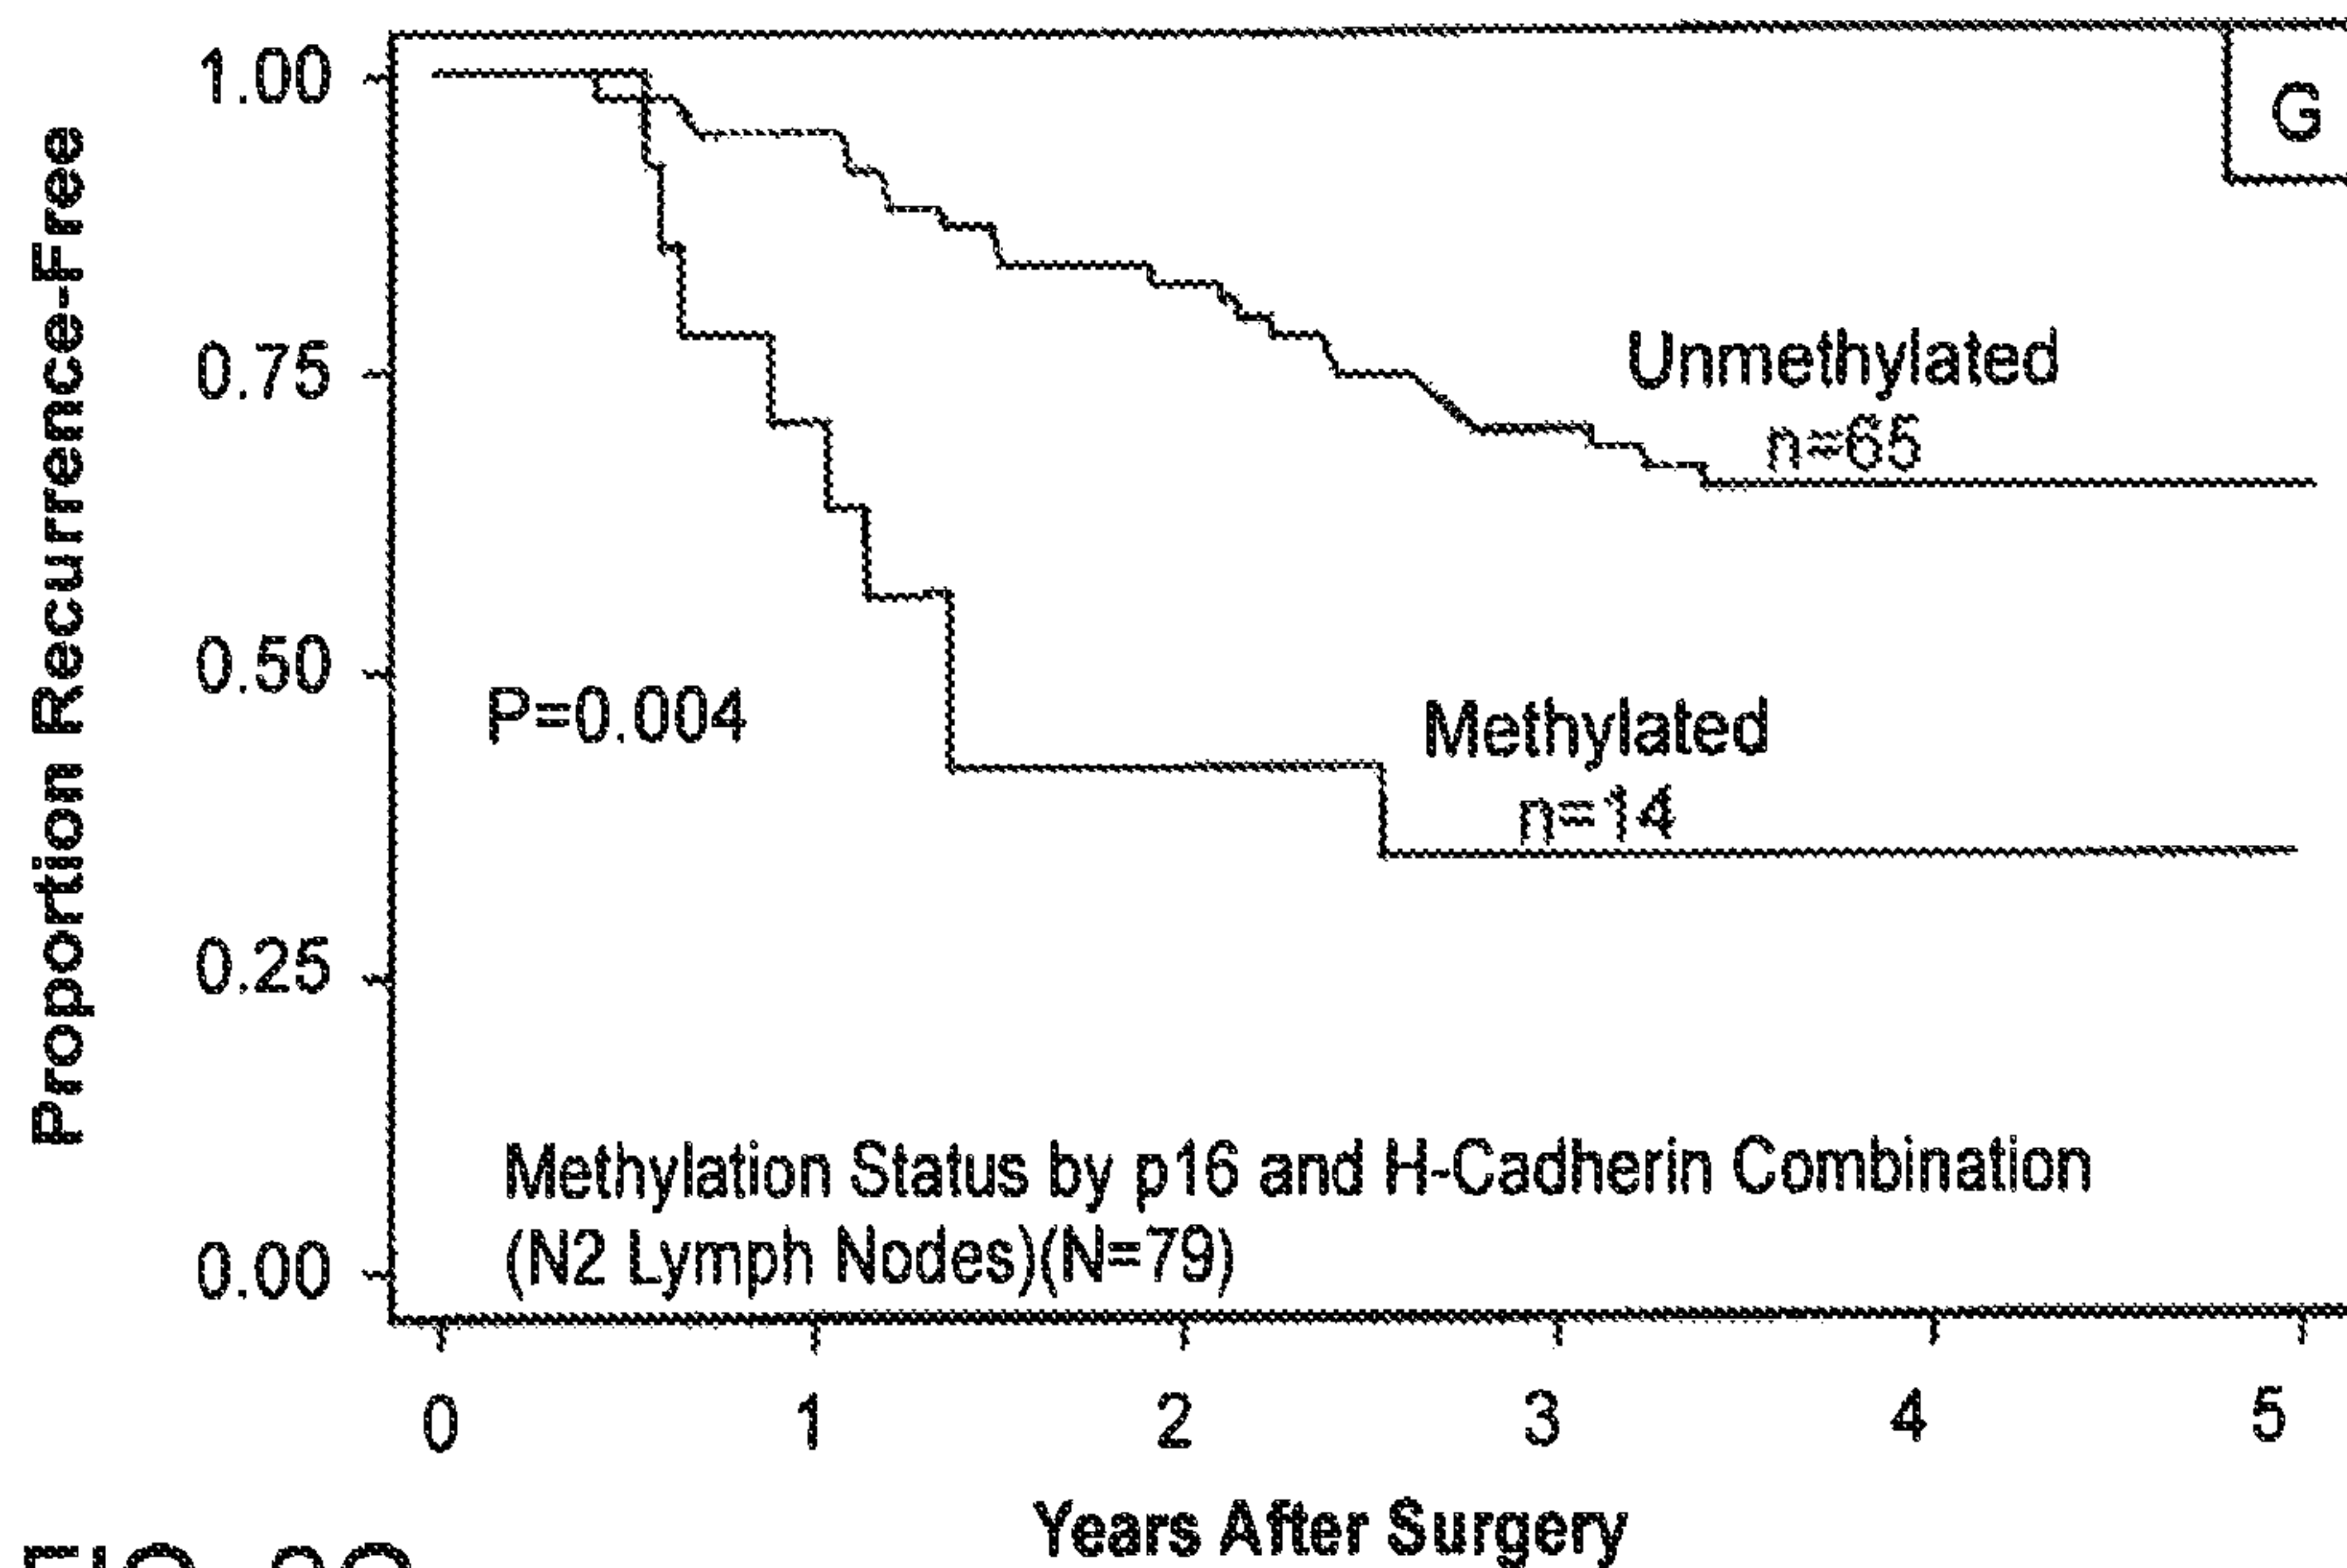 G
1.00
0.75
0.50
0.25
0.00
Proportion Recurrence-Free
Unmethylated
n=65
P=0.004
Methylated
n=14
Methylation Status by p16 and H-Cadherin Combination
(N2 Lymph Nodes)(N=79)
0 1 2 3 4 5
Years After Surgery